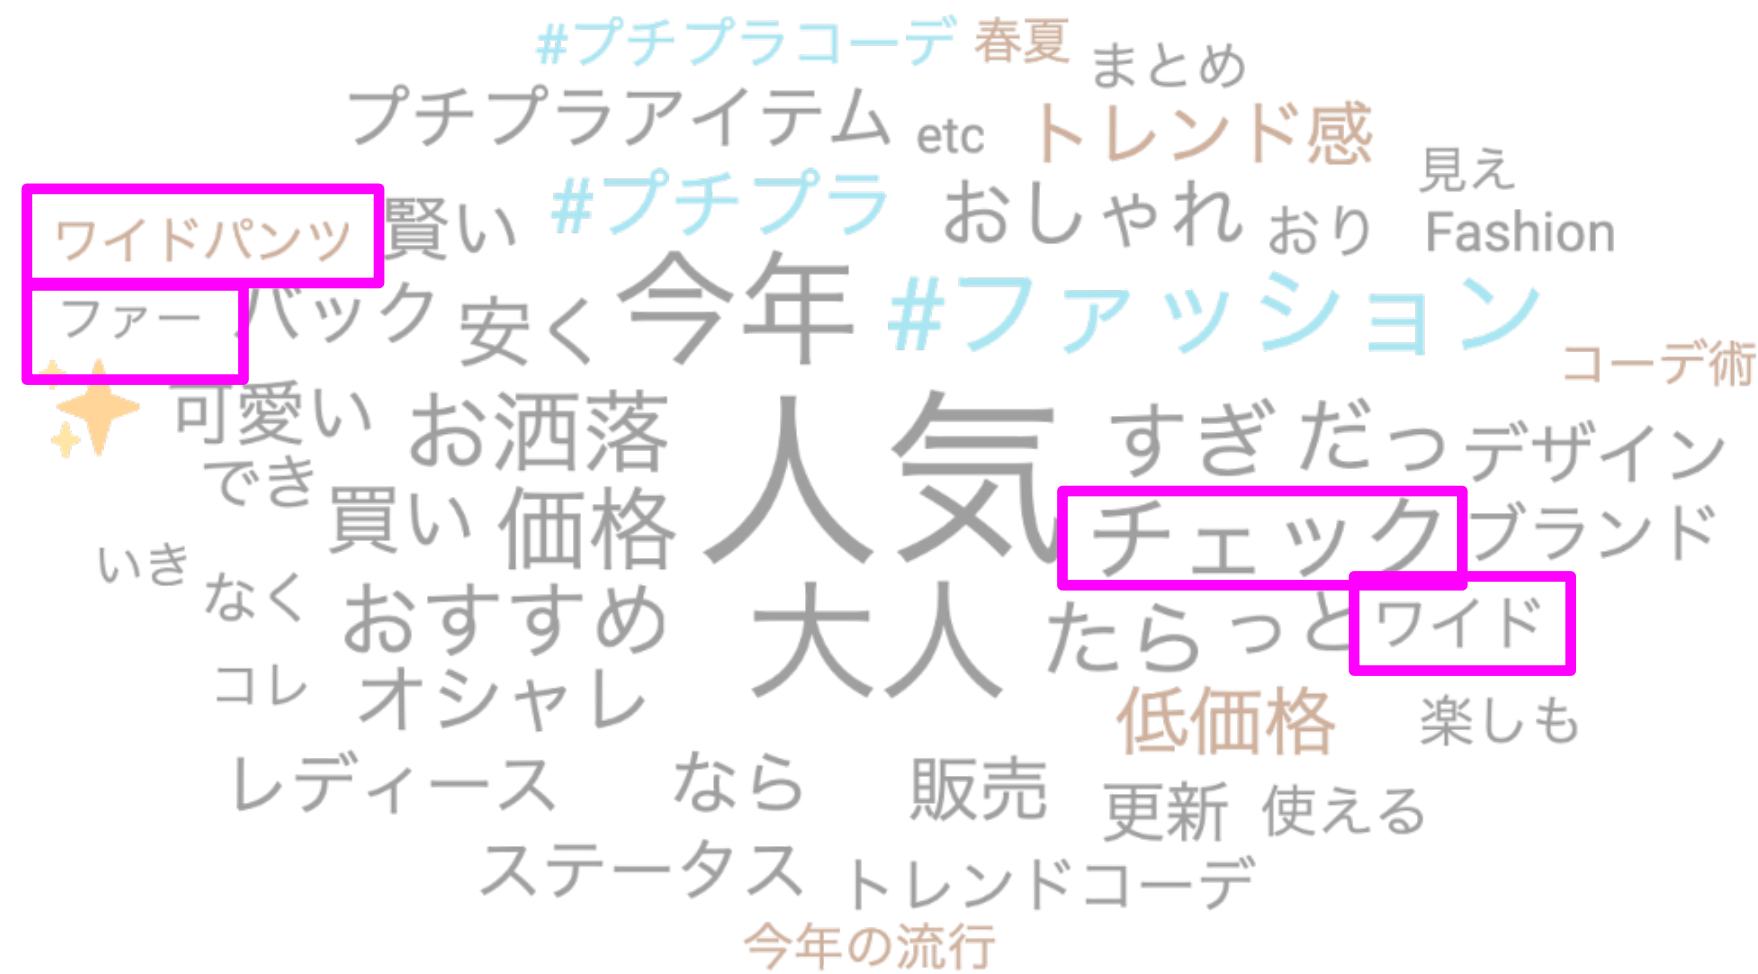 #プチプラコーデ 春夏 まとめ
プチプラアイテム etc トレンド感 見え
ワイドパンツ 賢い #プチプラ おしゃれ おり Fashion
ファー バック 安く 今年 #ファッション コーデ術
可愛い お洒落 人気 すぎ だっ デザイン
でき 買い 価格 チェック ブランド
いき なく おすすめ 大人 たら っと ワイド
コレ オシャレ 低価格 楽しも
レディース なら 販売 更新 使える
ステータス トレンドコーデ
今年の流行